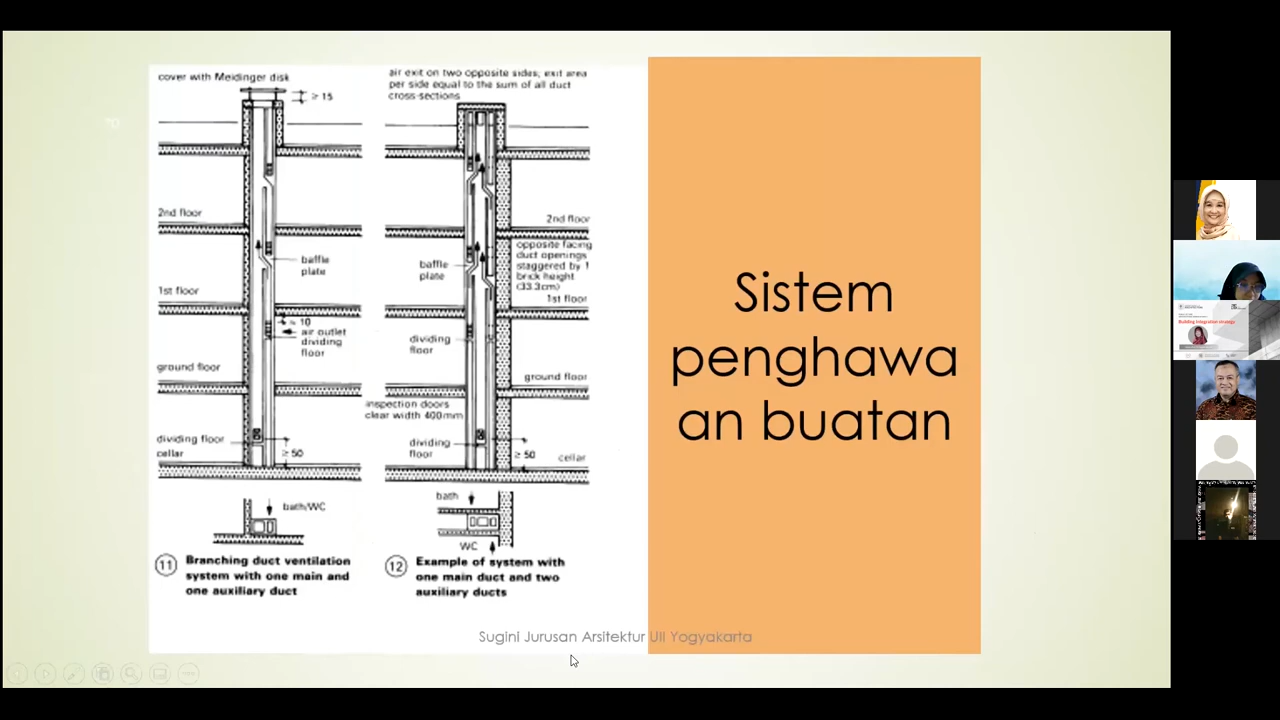 cover with Meidinger disk
≥ 15
2nd floor
baffle
plate
1st floor
≈ 10
air outlet
dividing
floor
ground floor
dividing floor
cellar
≥ 50
bath/WC
11
Branching duct ventilation
system with one main and
one auxiliary duct
air exit on two opposite sides; exit area
per side equal to the sum of all duct
cross-sections
2nd floor
opposite facing
duct openings
staggered by 1
brick height
(33.3cm)
baffle
plate
1st floor
dividing
floor
ground floor
inspection doors
clear width 400mm
dividing
floor
≥ 50
cellar
bath
WC
12
Example of system with
one main duct and two
auxiliary ducts
Sistem
penghawa
an buatan
Sugini Jurusan Arsitektur UII Yogyakarta
Building integration strategy